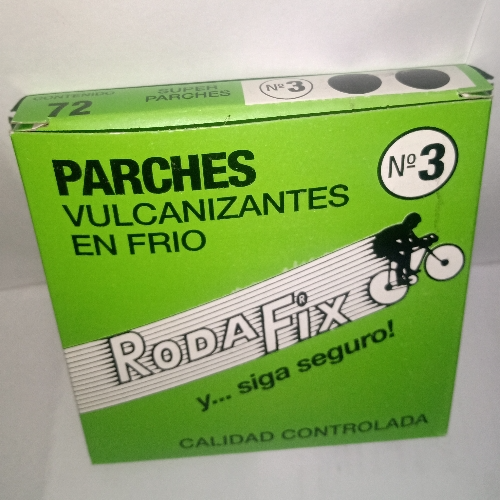 CONTENIDO
72
SUPER
PARCHES
Nº3
PARCHES
VULCANIZANTES
EN FRIO
Nº3
RODAFIX®
y... siga seguro!
CALIDAD CONTROLADA